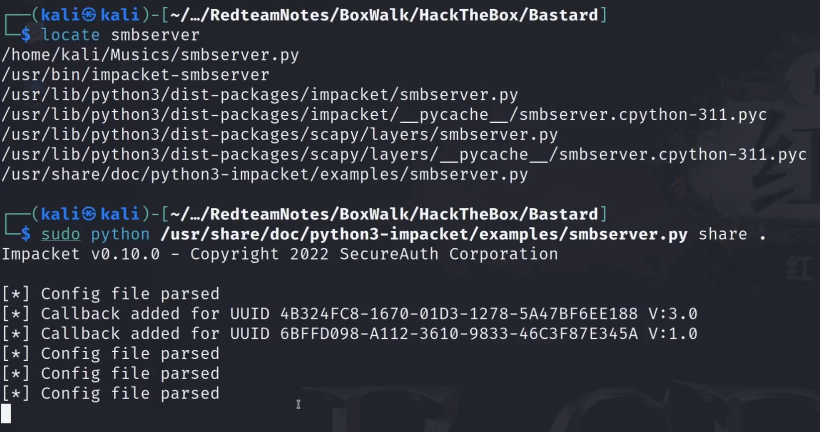 ┌──(kali㉿kali)-[~/…/RedteamNotes/BoxWalk/HackTheBox/Bastard]
└─$ locate smbserver
/home/kali/Musics/smbserver.py
/usr/bin/impacket-smbserver
/usr/lib/python3/dist-packages/impacket/smbserver.py
/usr/lib/python3/dist-packages/impacket/__pycache__/smbserver.cpython-311.pyc
/usr/lib/python3/dist-packages/scapy/layers/smbserver.py
/usr/lib/python3/dist-packages/scapy/layers/__pycache__/smbserver.cpython-311.pyc
/usr/share/doc/python3-impacket/examples/smbserver.py
┌──(kali㉿kali)-[~/…/RedteamNotes/BoxWalk/HackTheBox/Bastard]
└─$ sudo python /usr/share/doc/python3-impacket/examples/smbserver.py share .
Impacket v0.10.0 - Copyright 2022 SecureAuth Corporation
[*] Config file parsed
[*] Callback added for UUID 4B324FC8-1670-01D3-1278-5A47BF6EE188 V:3.0
[*] Callback added for UUID 6BFFD098-A112-3610-9833-46C3F87E345A V:1.0
[*] Config file parsed
[*] Config file parsed
[*] Config file parsed